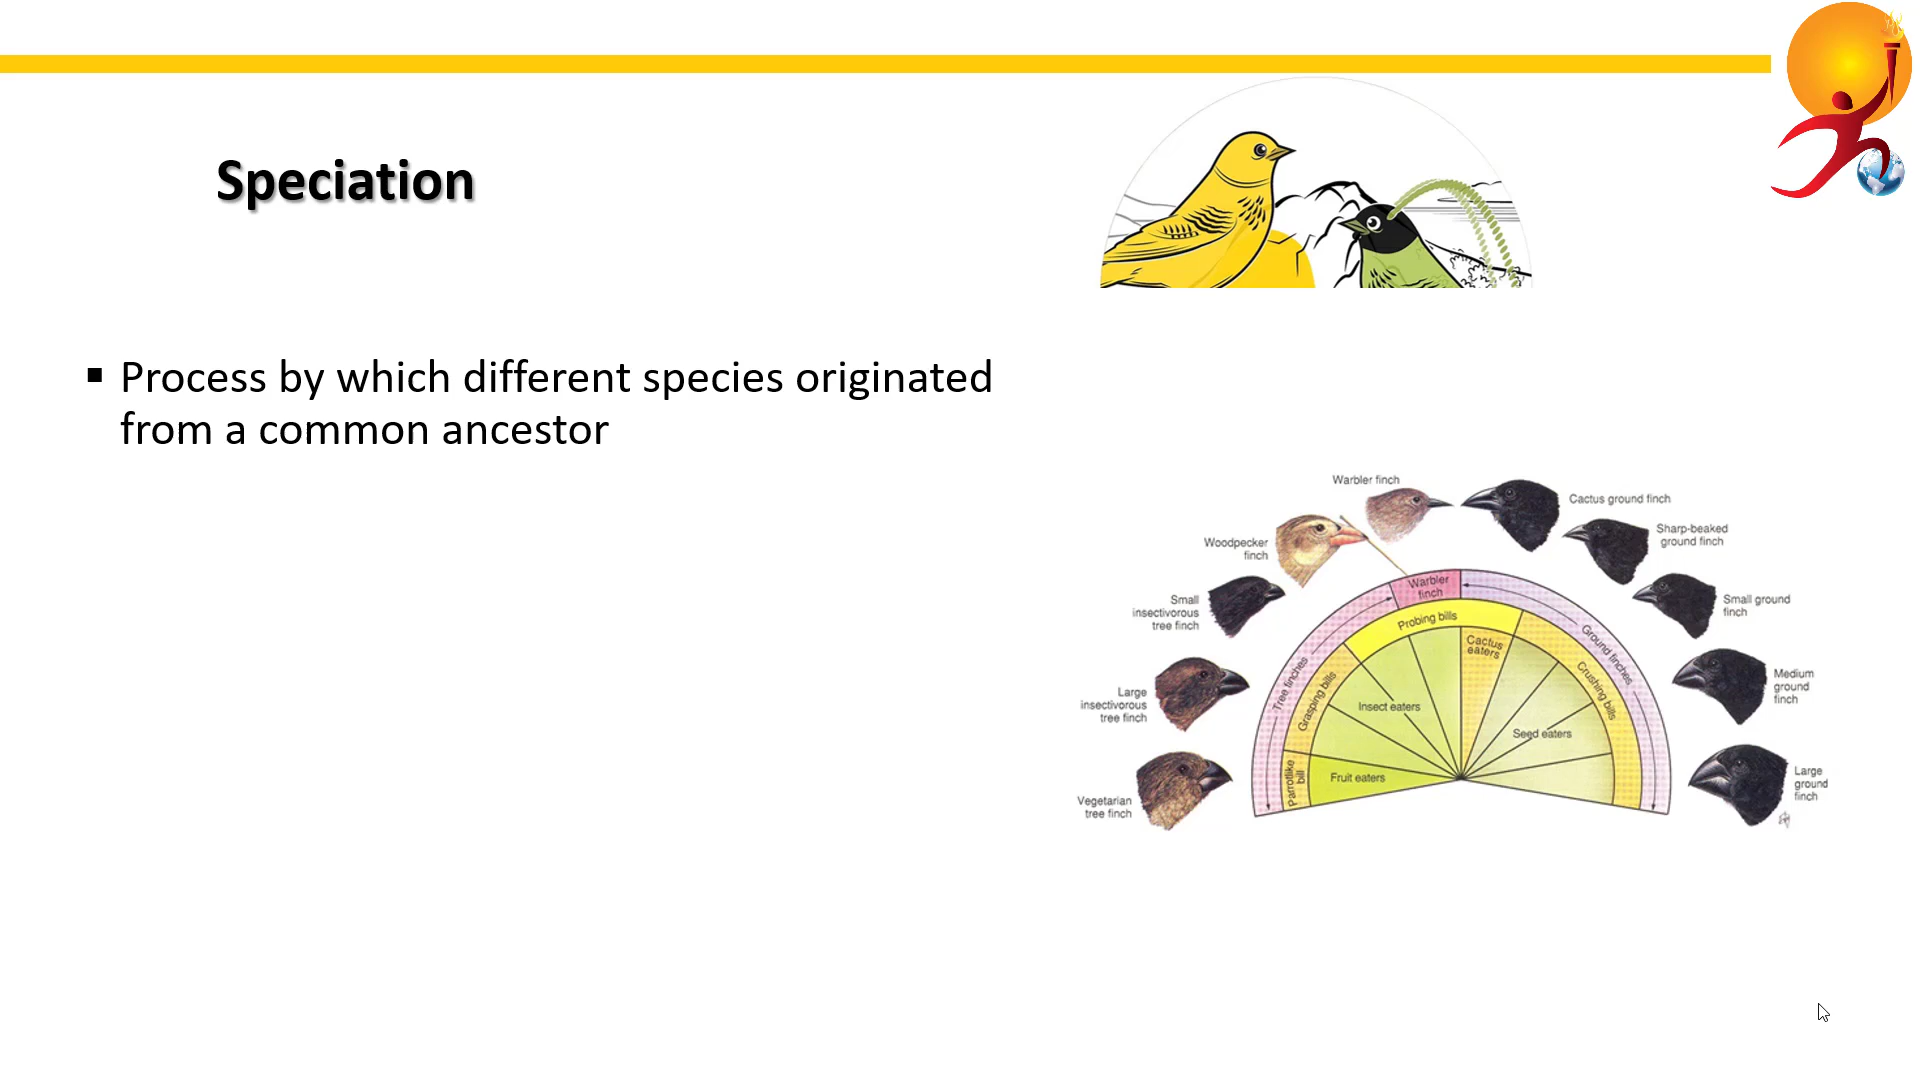 Speciation
▪ Process by which different species originated
from a common ancestor
Warbler finch
Cactus ground finch
Sharp-beaked
ground finch
Woodpecker
finch
Small
insectivorous
tree finch
Small ground
finch
Large
insectivorous
tree finch
Medium
ground
finch
Vegetarian
tree finch
Large
ground
finch
Warbler
finch
Probing bills
Cactus
eaters
Tree finches
Ground finches
Grasping bills
Crushing bills
Insect eaters
Seed eaters
Parrotlike
bill
Fruit eaters